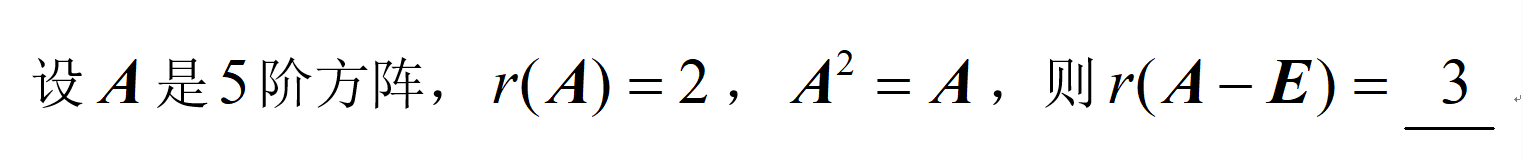 设 A 是 5 阶方阵，r(A) = 2，A² = A，则 r(A − E) = 3